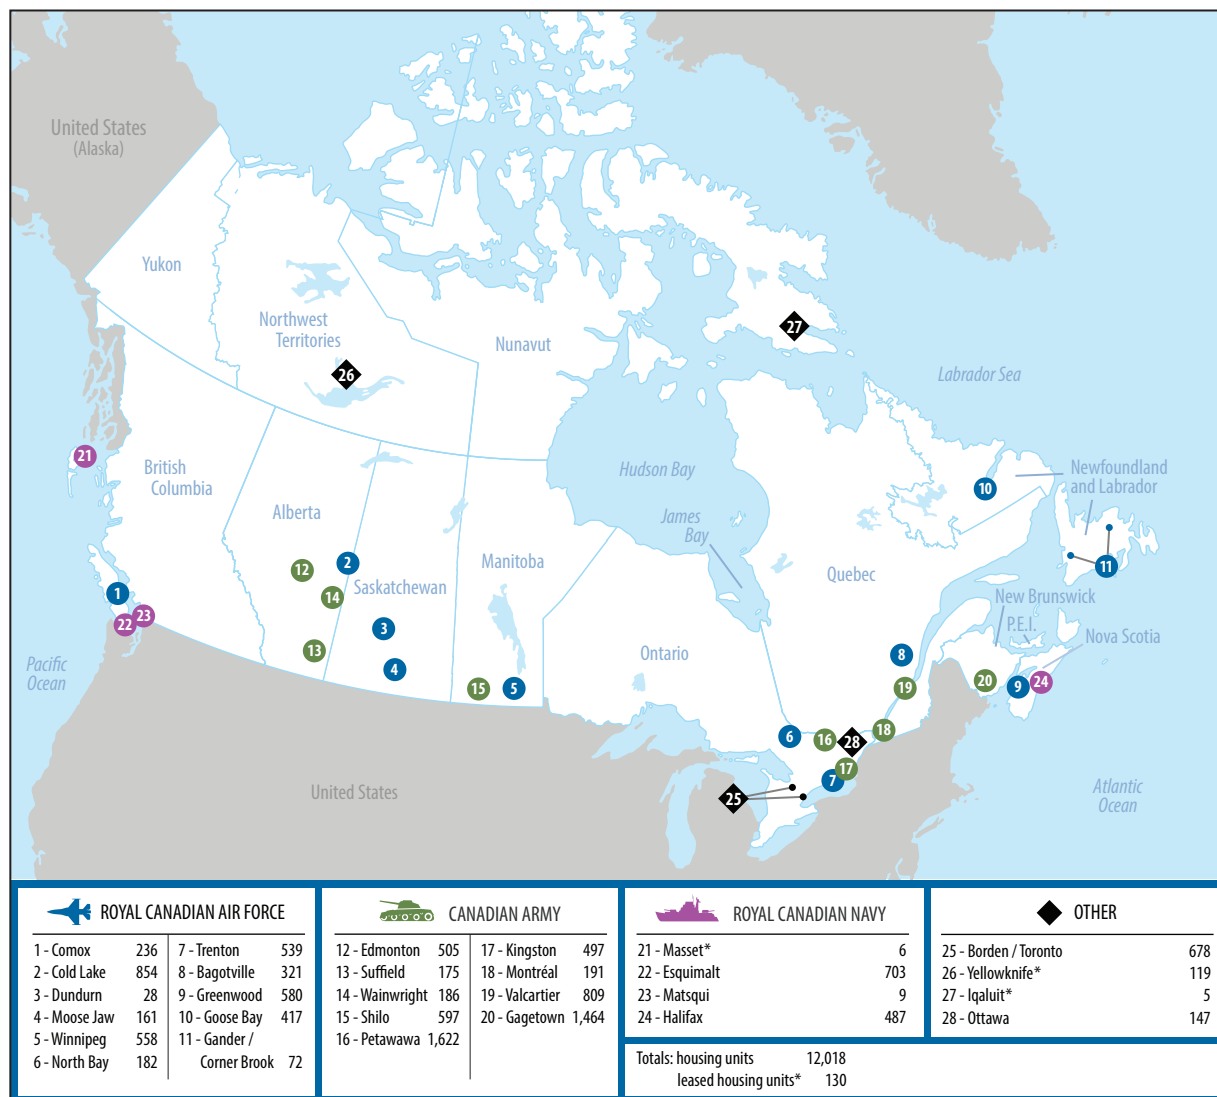 United States
(Alaska)
Yukon
Northwest
Territories
Nunavut
27
26
Labrador Sea
21
British
Columbia
Hudson Bay
Newfoundland
and Labrador
10
Alberta
James
Bay
Manitoba
12
2
Saskatchewan
Quebec
11
1
14
New Brunswick
P.E.I.
Nova Scotia
22
23
3
13
4
Ontario
8
Pacific
Ocean
15
5
19
20
9
24
6
16
28
18
17
7
25
United States
Atlantic
Ocean
ROYAL CANADIAN AIR FORCE
1 - Comox 236
2 - Cold Lake 854
3 - Dundurn 28
4 - Moose Jaw 161
5 - Winnipeg 558
6 - North Bay 182
7 - Trenton 539
8 - Bagotville 321
9 - Greenwood 580
10 - Goose Bay 417
11 - Gander /
Corner Brook 72
CANADIAN ARMY
12 - Edmonton 505
13 - Suffield 175
14 - Wainwright 186
15 - Shilo 597
16 - Petawawa 1,622
17 - Kingston 497
18 - Montréal 191
19 - Valcartier 809
20 - Gagetown 1,464
ROYAL CANADIAN NAVY
21 - Masset* 6
22 - Esquimalt 703
23 - Matsqui 9
24 - Halifax 487
OTHER
25 - Borden / Toronto 678
26 - Yellowknife* 119
27 - Iqaluit* 5
28 - Ottawa 147
Totals: housing units 12,018
leased housing units* 130